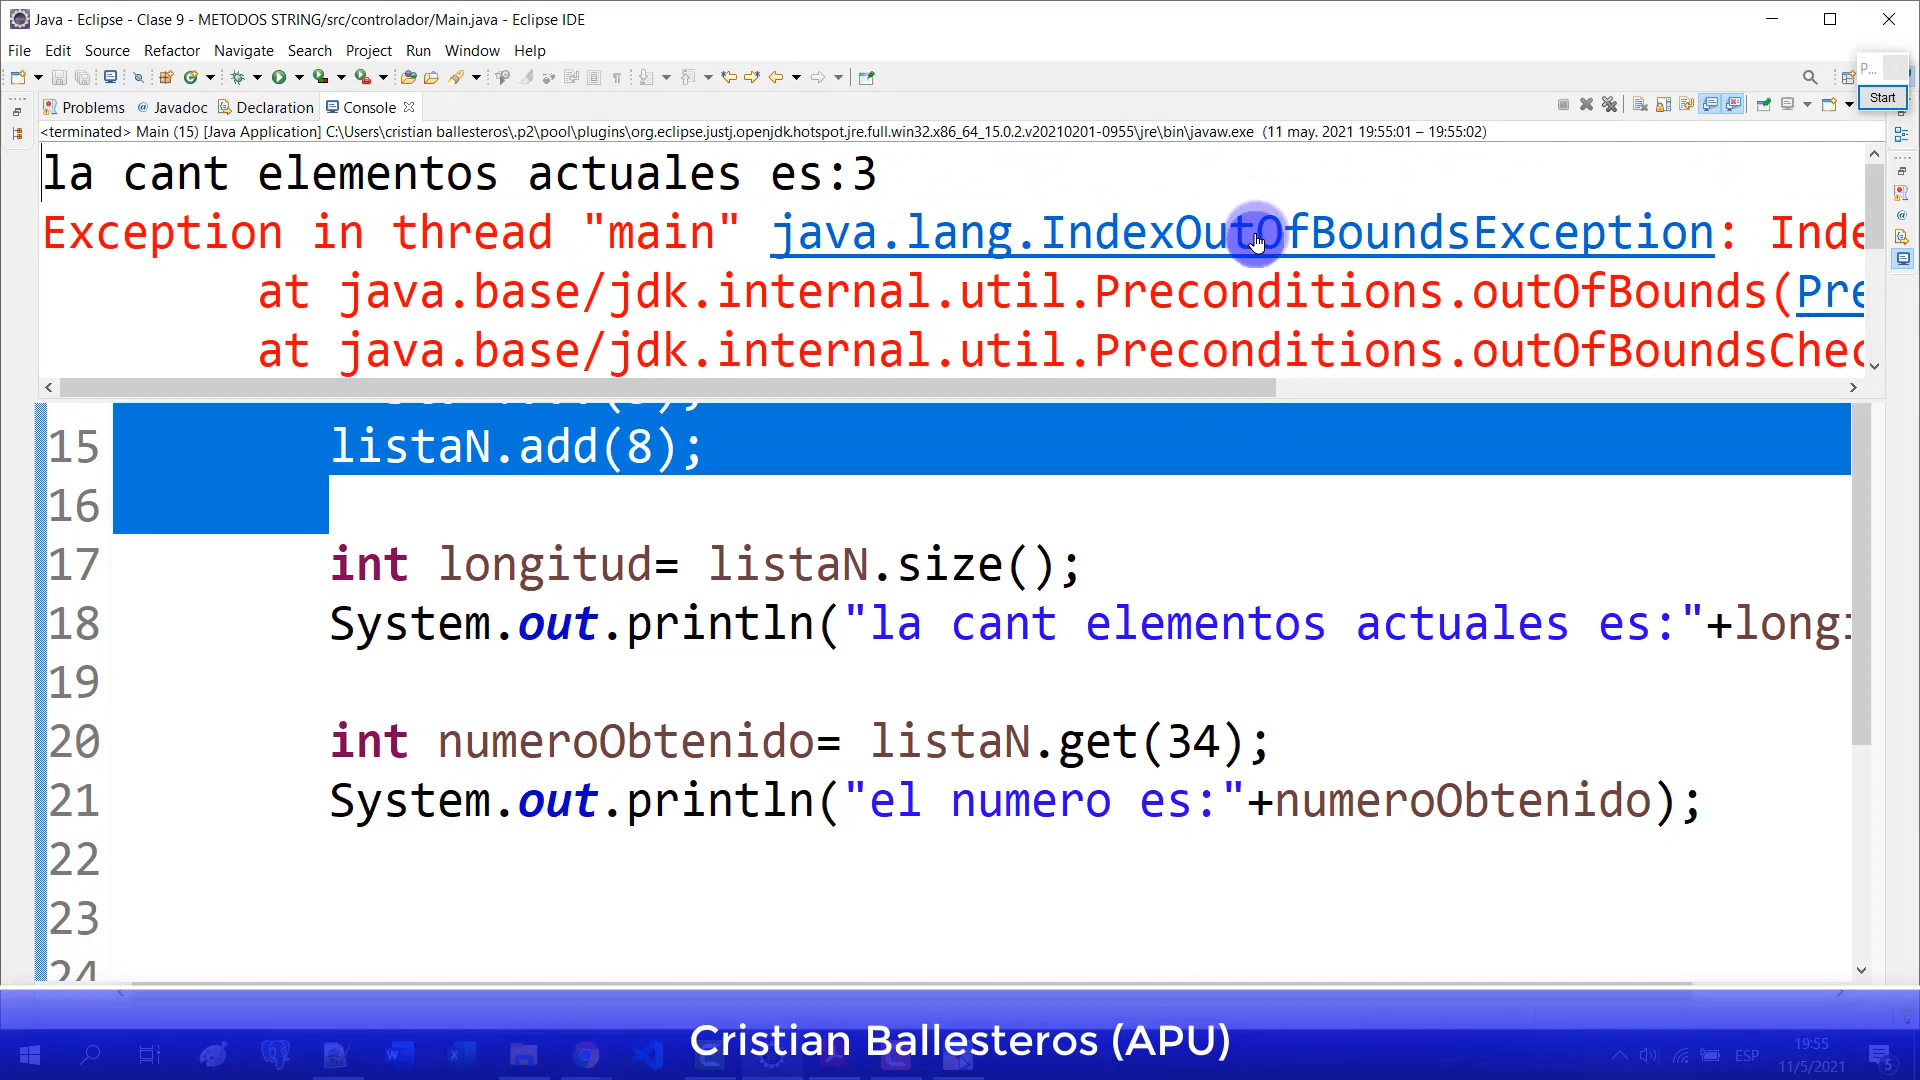 Java - Eclipse - Clase 9 - METODOS STRING/src/controlador/Main.java - Eclipse IDE
File Edit Source Refactor Navigate Search Project Run Window Help
P...
Start
Problems @ Javadoc Declaration Console
<terminated> Main (15) [Java Application] C:\Users\cristian ballesteros\.p2\pool\plugins\org.eclipse.justj.openjdk.hotspot.jre.full.win32.x86_64_15.0.2.v20210201-0955\jre\bin\javaw.exe (11 may. 2021 19:55:01 – 19:55:02)
la cant elementos actuales es:3
Exception in thread "main" java.lang.IndexOutOfBoundsException: Inde
at java.base/jdk.internal.util.Preconditions.outOfBounds(Pre
at java.base/jdk.internal.util.Preconditions.outOfBoundsChec
15 listaN.add(8);
16
17 int longitud= listaN.size();
18 System.out.println("la cant elementos actuales es:"+longi
19
20 int numeroObtenido= listaN.get(34);
21 System.out.println("el numero es:"+numeroObtenido);
22
23
24
Cristian Ballesteros (APU)
ESP
19:55
11/5/2021
5